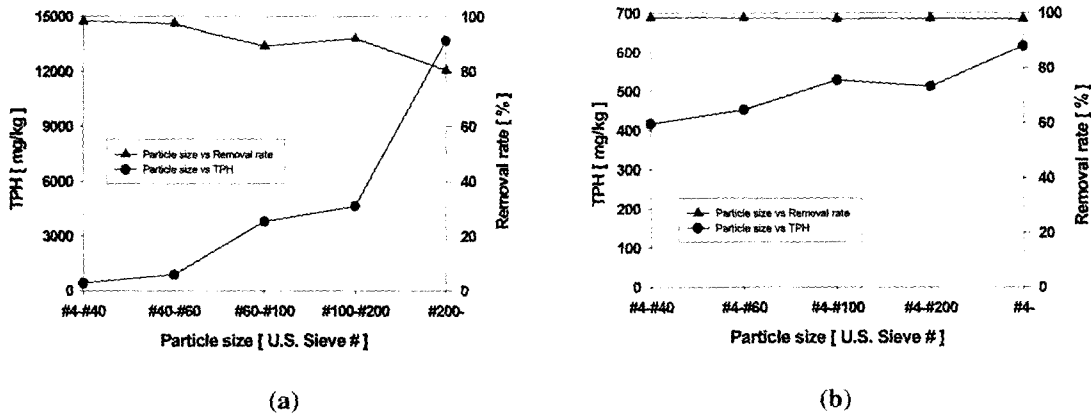 15000
12000
9000
6000
3000
0
TPH [ mg/kg ]
100
80
60
40
20
0
Removal rate [ % ]
Particle size vs Removal rate
Particle size vs TPH
#4-#40 #40-#60 #60-#100 #100-#200 #200-
Particle size [ U.S. Sieve # ]
(a)
700
600
500
400
300
200
100
0
TPH [ mg/kg ]
100
80
60
40
20
0
Removal rate [ % ]
Particle size vs Removal rate
Particle size vs TPH
#4-#40 #4-#60 #4-#100 #4-#200 #4-
Particle size [ U.S. Sieve # ]
(b)